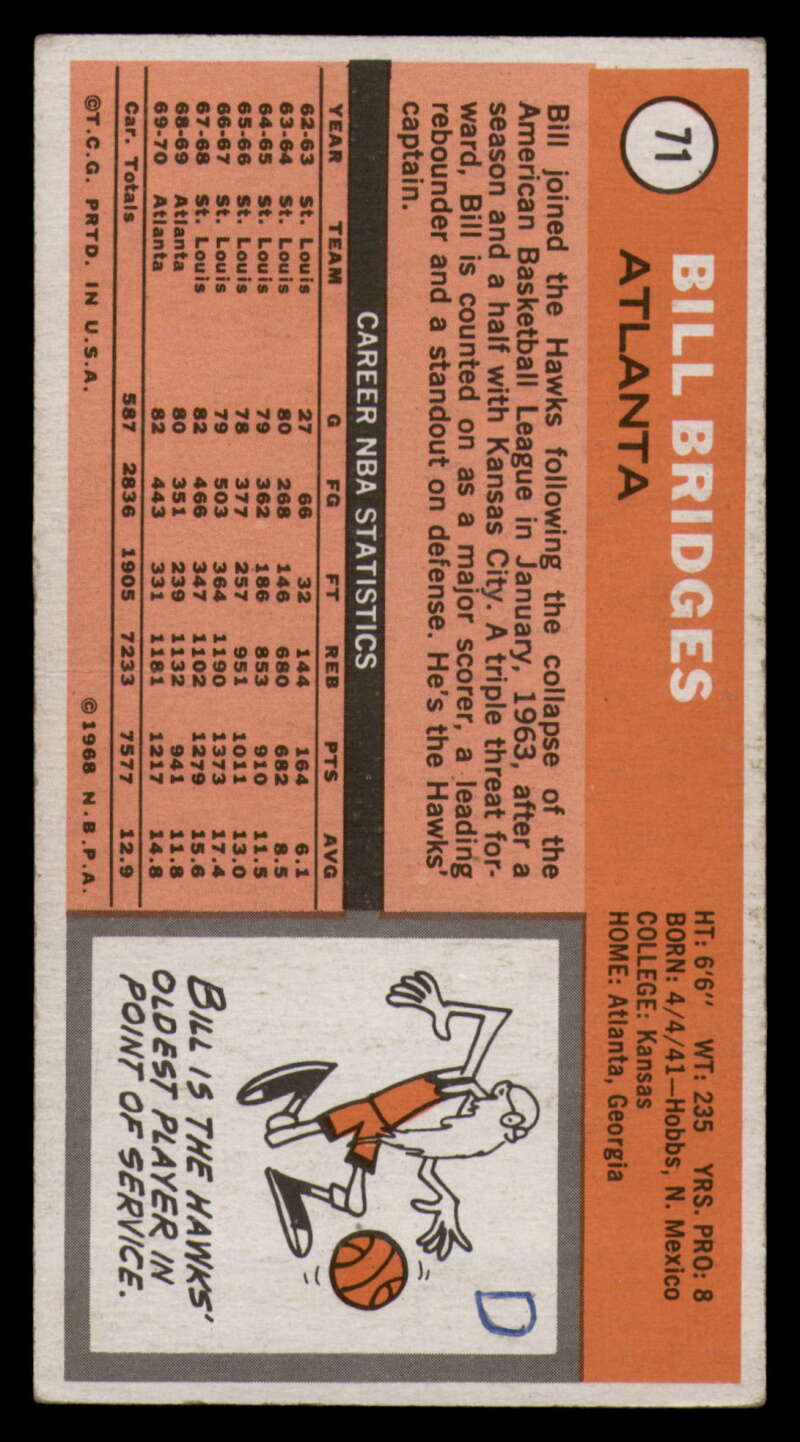 71
BILL BRIDGES
ATLANTA
HT: 6'6" WT: 235 YRS. PRO: 8
BORN: 4/4/41—Hobbs, N. Mexico
COLLEGE: Kansas
HOME: Atlanta, Georgia
Bill joined the Hawks following the collapse of the
American Basketball League in January, 1963, after a
season and a half with Kansas City. A triple threat for-
ward, Bill is counted on as a major scorer, a leading
rebounder and a standout on defense. He's the Hawks'
captain.
CAREER NBA STATISTICS
YEAR TEAM G FG FT REB PTS AVG
62-63 St. Louis 27 66 32 144 164 6.1
63-64 St. Louis 80 268 146 680 682 8.5
64-65 St. Louis 79 362 186 853 910 11.5
65-66 St. Louis 78 377 257 951 1011 13.0
66-67 St. Louis 79 503 364 1190 1373 17.4
67-68 St. Louis 82 466 347 1102 1279 15.6
68-69 Atlanta 80 351 239 1132 941 11.8
69-70 Atlanta 82 443 331 1181 1217 14.8
Car. Totals 587 2836 1905 7233 7577 12.9
©T.C.G. PRTD. IN U.S.A. ©1968 N.B.P.A.
D
BILL IS THE HAWKS'
OLDEST PLAYER IN
POINT OF SERVICE.